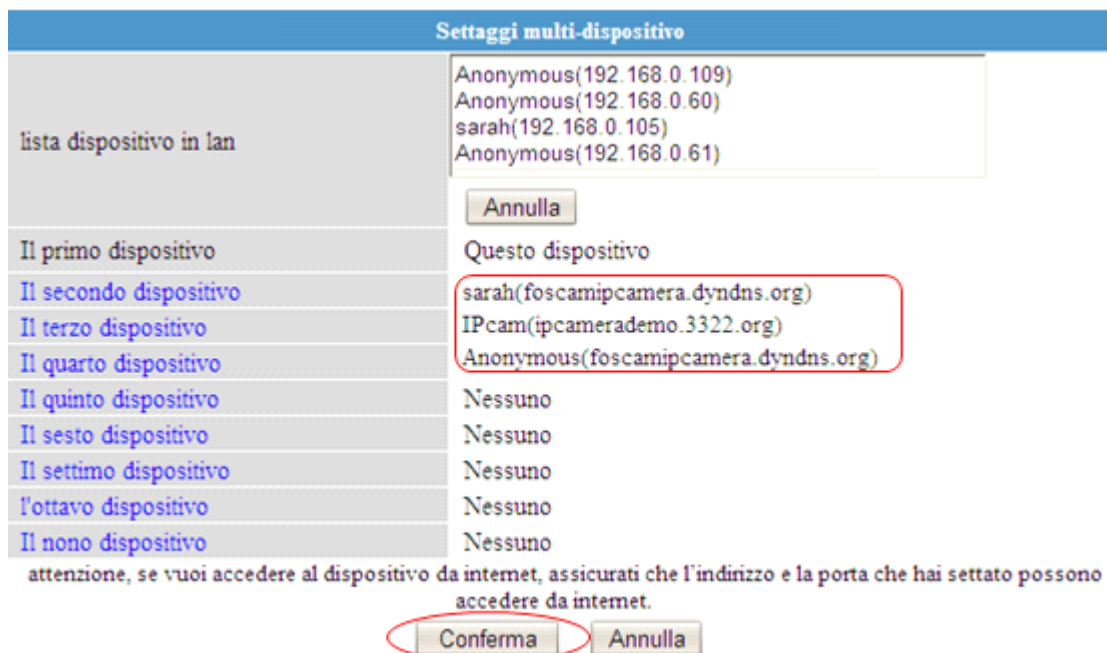 Settaggi multi-dispositivo
lista dispositivo in lan
Anonymous(192.168.0.109)
Anonymous(192.168.0.60)
sarah(192.168.0.105)
Anonymous(192.168.0.61)
Annulla
Il primo dispositivo Questo dispositivo
Il secondo dispositivo sarah(foscamipcamera.dyndns.org)
Il terzo dispositivo IPcam(ipcamerademo.3322.org)
Il quarto dispositivo Anonymous(foscamipcamera.dyndns.org)
Il quinto dispositivo Nessuno
Il sesto dispositivo Nessuno
Il settimo dispositivo Nessuno
l'ottavo dispositivo Nessuno
Il nono dispositivo Nessuno
attenzione, se vuoi accedere al dispositivo da internet, assicurati che l'indirizzo e la porta che hai settato possono
accedere da internet.
Conferma Annulla